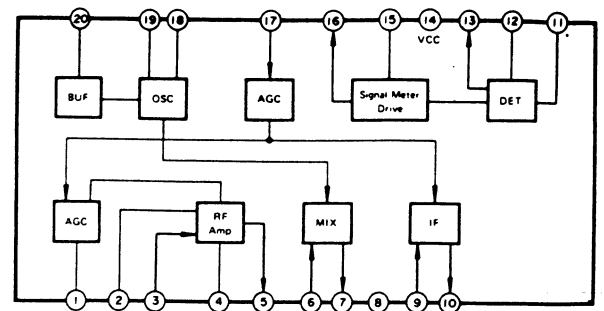 20 19 18 17 16 15 14 13 12 11
VCC
BUF OSC AGC Signal Meter Drive DET
AGC RF Amp MIX IF
1 2 3 4 5 6 7 8 9 10